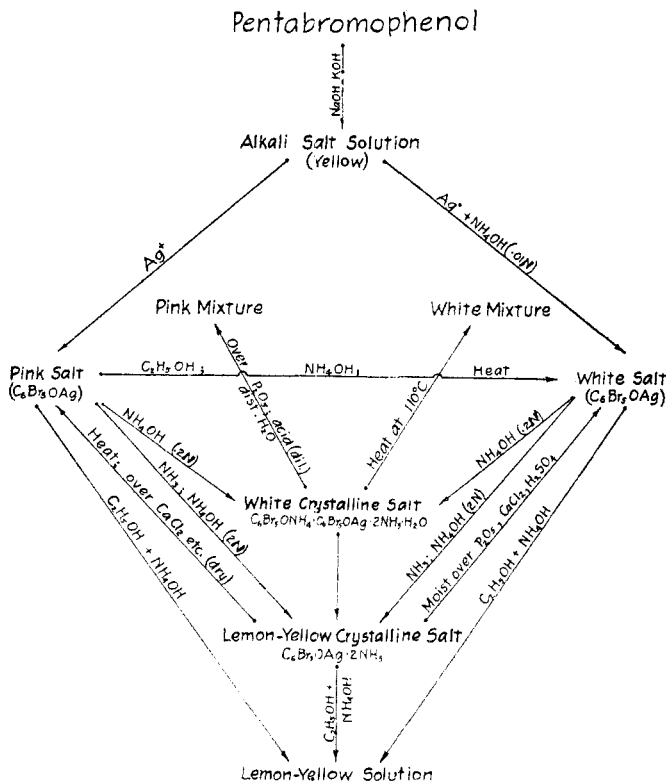 Pentabromophenol
NaOH KOH
Alkali Salt Solution
(Yellow)
Ag⁺
Ag⁺ + NH₄OH (.01N)
Pink Mixture
White Mixture
Over P₂O₅; acid (dil.)
dist. H₂O
Heat at 110°C
C₂H₅OH;
NH₄OH;
Heat
Pink Salt
(C₆Br₅OAg)
White Salt
(C₆Br₅OAg)
NH₄OH (.2N)
NH₄OH (.2N)
White Crystalline Salt
C₆Br₅ONH₄·C₆Br₅OAg·2NH₃·H₂O
NH₃; NH₄OH (2N)
Heat; over CaCl₂ etc. (dry)
C₂H₅OH + NH₄OH
NH₃; NH₄OH (2N)
Moist over P₂O₅, CaCl₂, H₂SO₄
C₂H₅OH + NH₄OH
Lemon-Yellow Crystalline Salt
C₆Br₅OAg·2NH₃
C₂H₅OH +
NH₄OH
Lemon-Yellow Solution